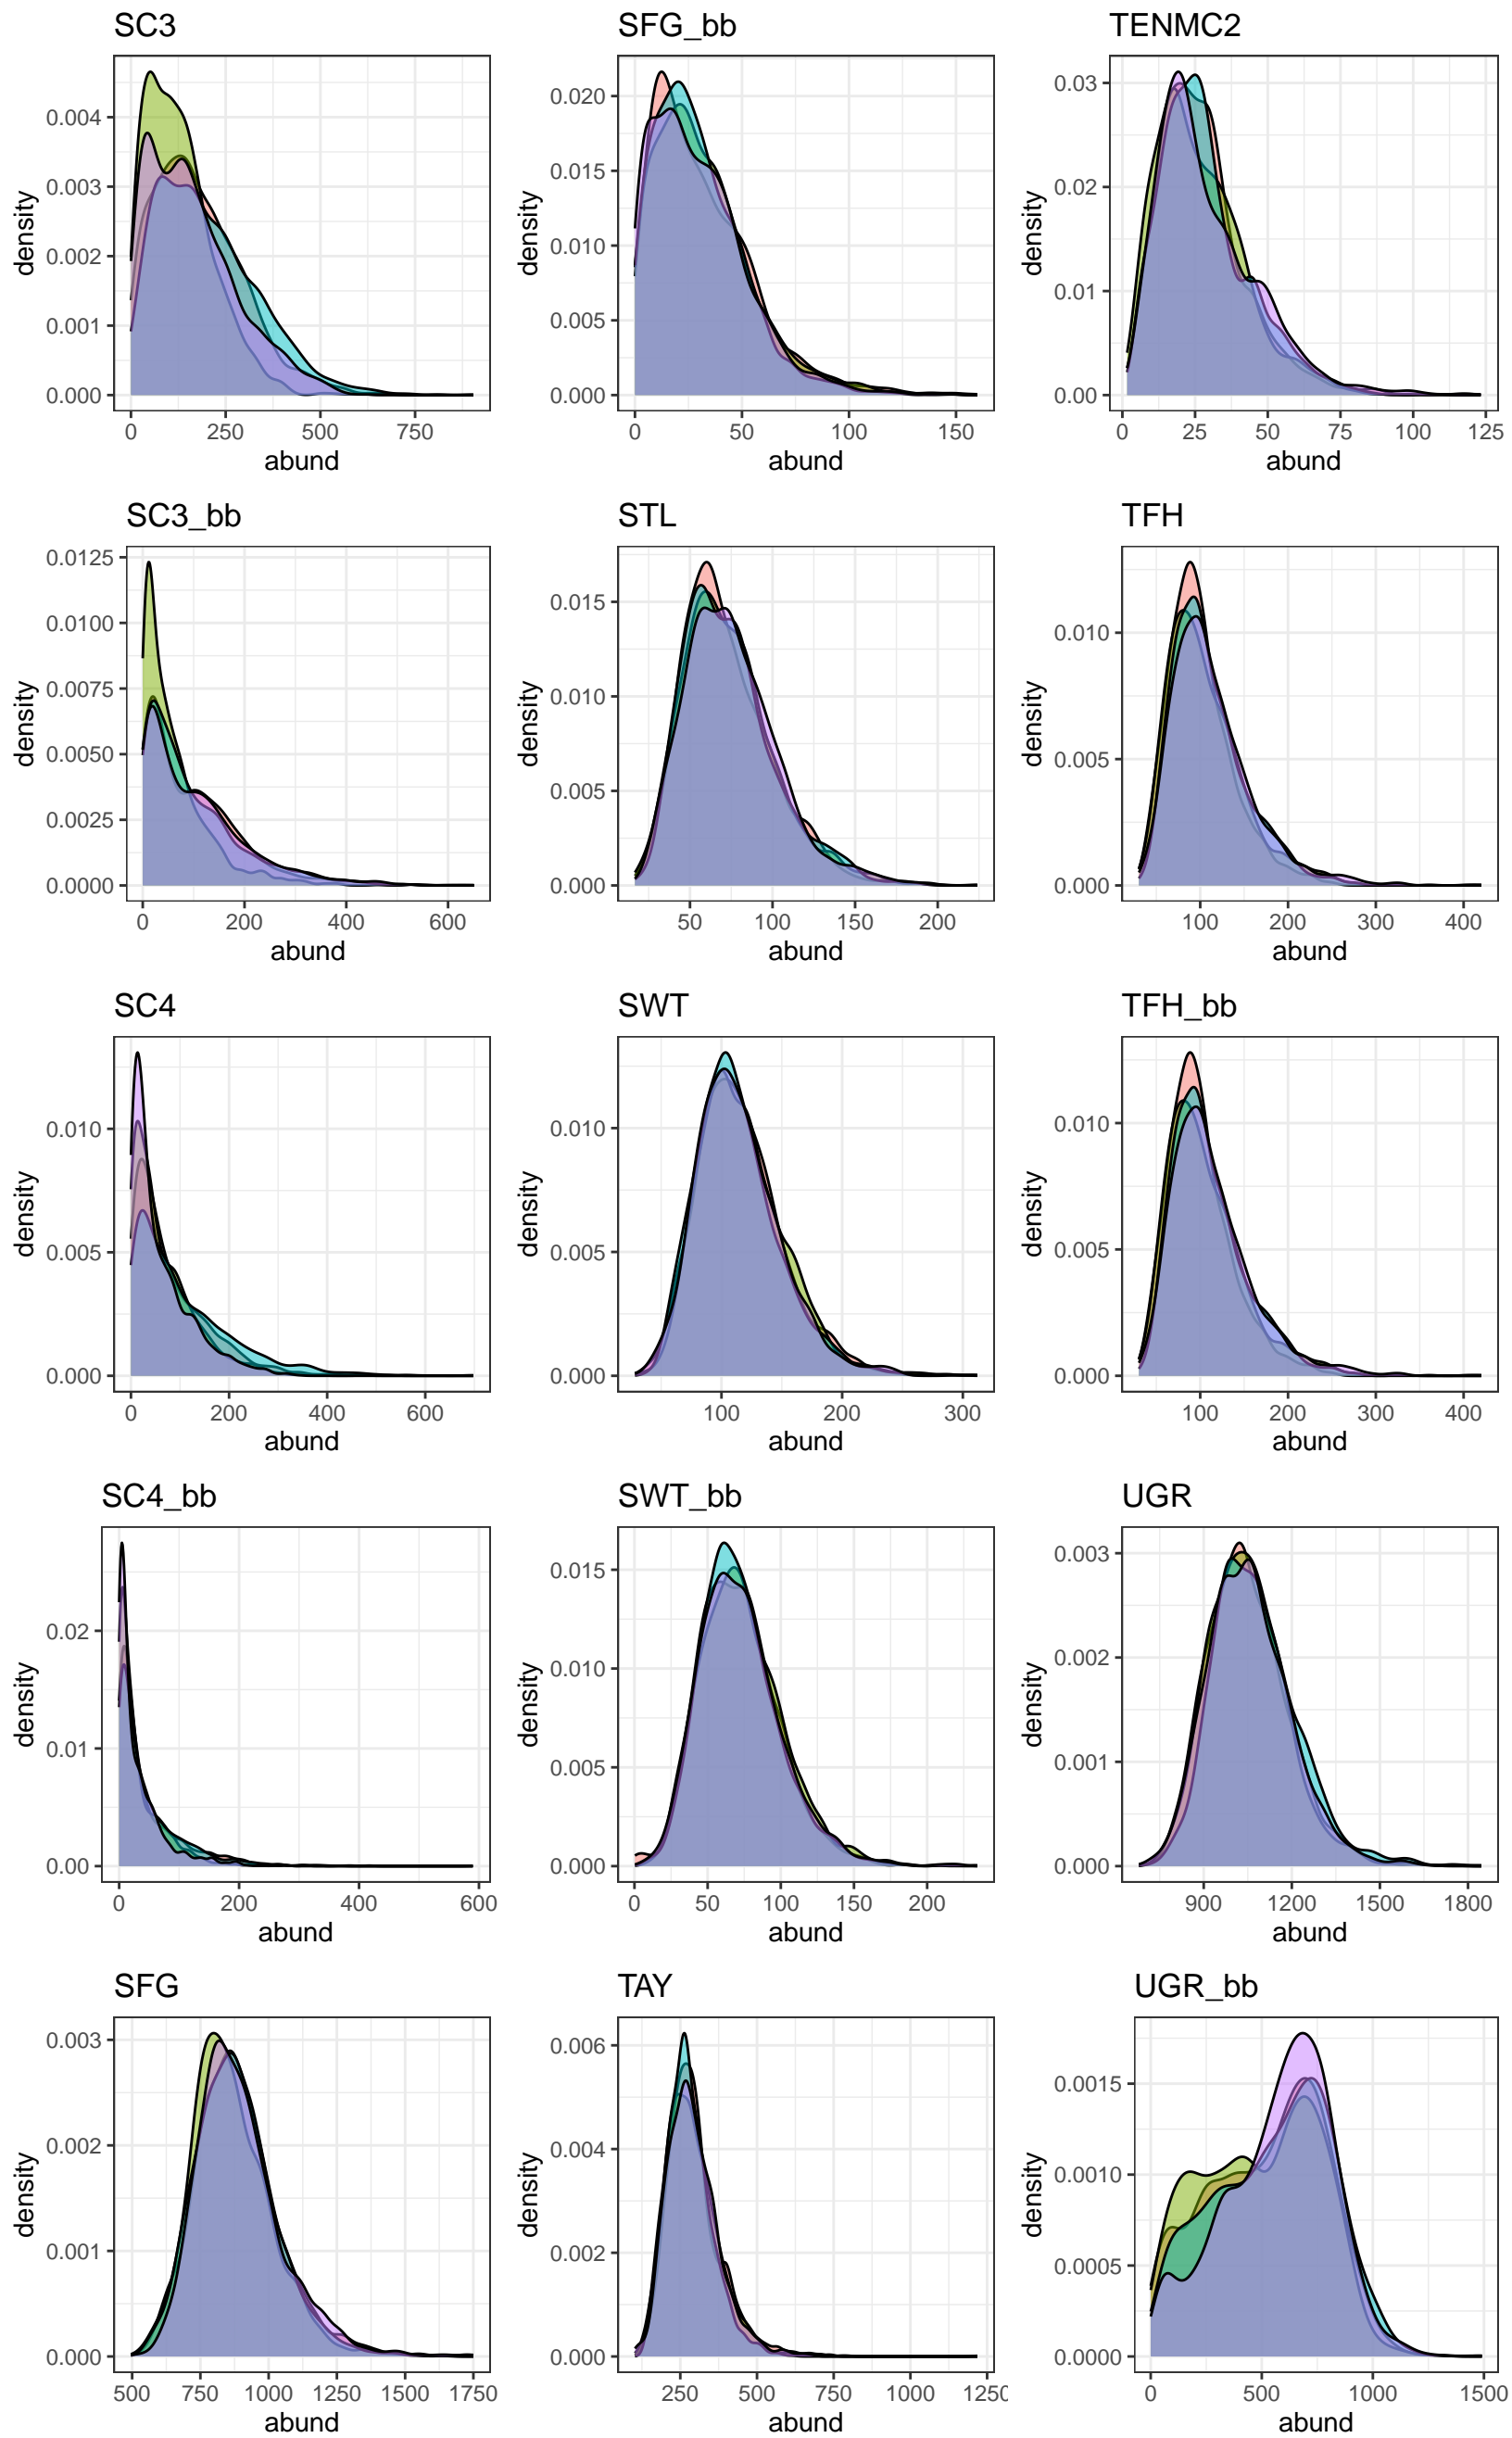 SC3
density
0.004
0.003
0.002
0.001
0.000
0 250 500 750
abund
SFG_bb
density
0.020
0.015
0.010
0.005
0.000
0 50 100 150
abund
TENMC2
density
0.03
0.02
0.01
0.00
0 25 50 75 100 125
abund
SC3_bb
density
0.0125
0.0100
0.0075
0.0050
0.0025
0.0000
0 200 400 600
abund
STL
density
0.015
0.010
0.005
0.000
50 100 150 200
abund
TFH
density
0.010
0.005
0.000
100 200 300 400
abund
SC4
density
0.010
0.005
0.000
0 200 400 600
abund
SWT
density
0.010
0.005
0.000
100 200 300
abund
TFH_bb
density
0.010
0.005
0.000
100 200 300 400
abund
SC4_bb
density
0.02
0.01
0.00
0 200 400 600
abund
SWT_bb
density
0.015
0.010
0.005
0.000
0 50 100 150 200
abund
UGR
density
0.003
0.002
0.001
0.000
900 1200 1500 1800
abund
SFG
density
0.003
0.002
0.001
0.000
500 750 1000 1250 1500 1750
abund
TAY
density
0.006
0.004
0.002
0.000
250 500 750 1000 1250
abund
UGR_bb
density
0.0015
0.0010
0.0005
0.0000
0 500 1000 1500
abund